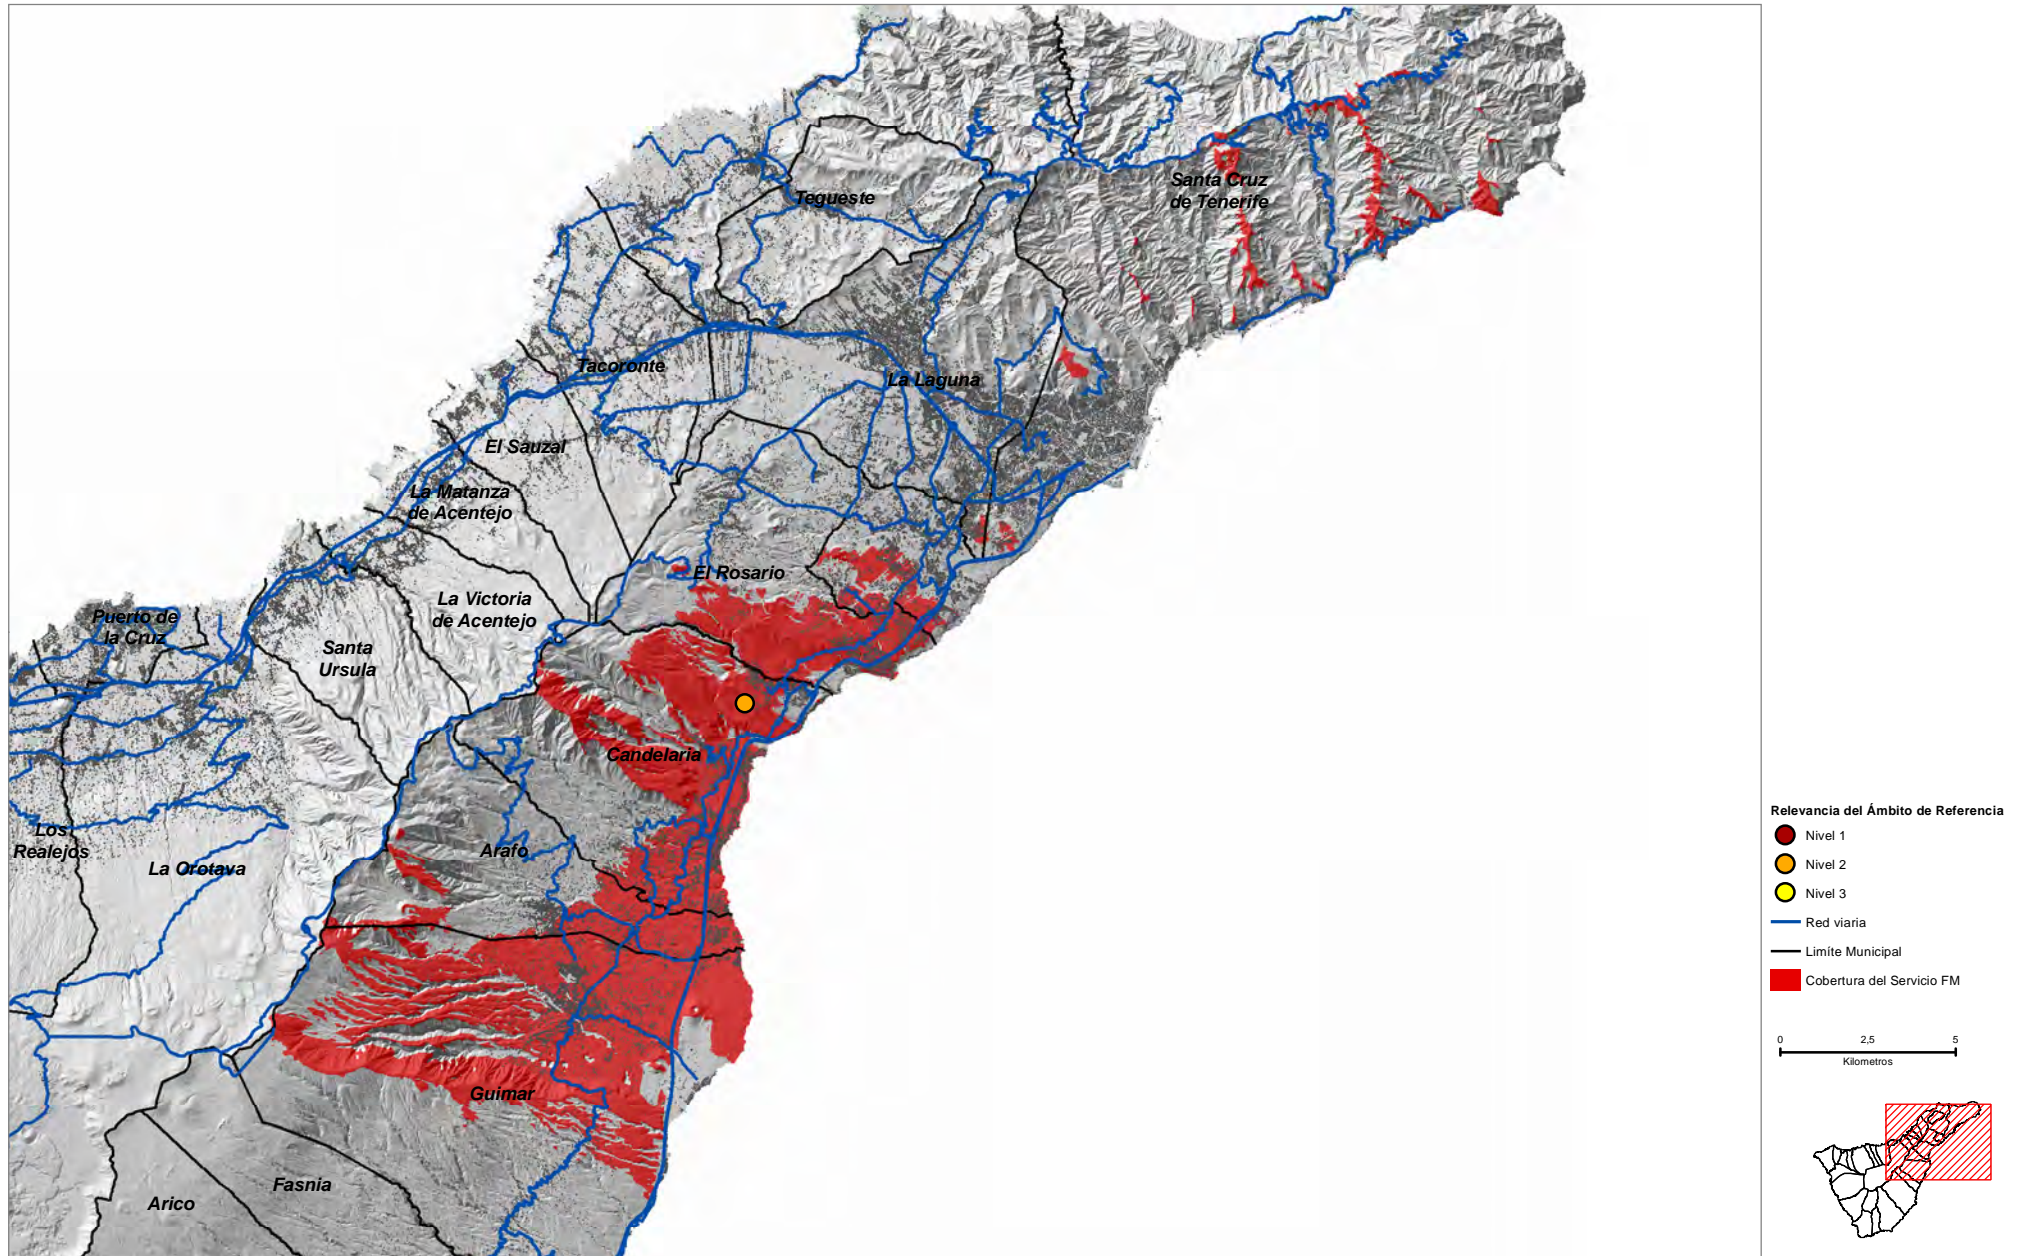 Santa Cruz
de Tenerife
Tegueste
Tacoronte
La Laguna
El Sauzal
La Matanza
de Acentejo
El Rosario
La Victoria
de Acentejo
Puerto de
la Cruz
Santa
Ursula
Candelaria
Los
Realejos
La Orotava
Arafo
Guimar
Fasnia
Arico
Relevancia del Ámbito de Referencia
Nivel 1
Nivel 2
Nivel 3
Red viaria
Limíte Municipal
Cobertura del Servicio FM
0 2,5 5
Kilometros